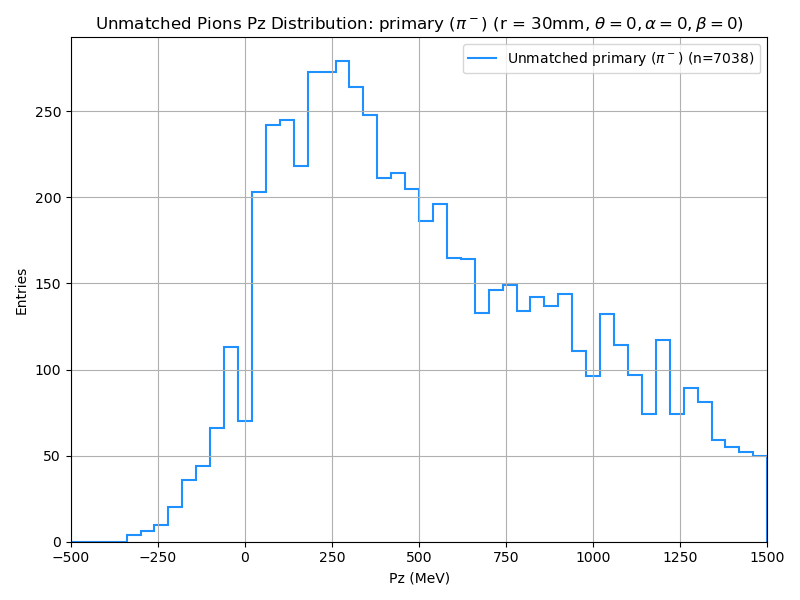 Unmatched Pions Pz Distribution: primary (π⁻) (r = 30mm, θ = 0, α = 0, β = 0)
Unmatched primary (π⁻) (n=7038)
250
200
150
100
50
0
Entries
−500 −250 0 250 500 750 1000 1250 1500
Pz (MeV)